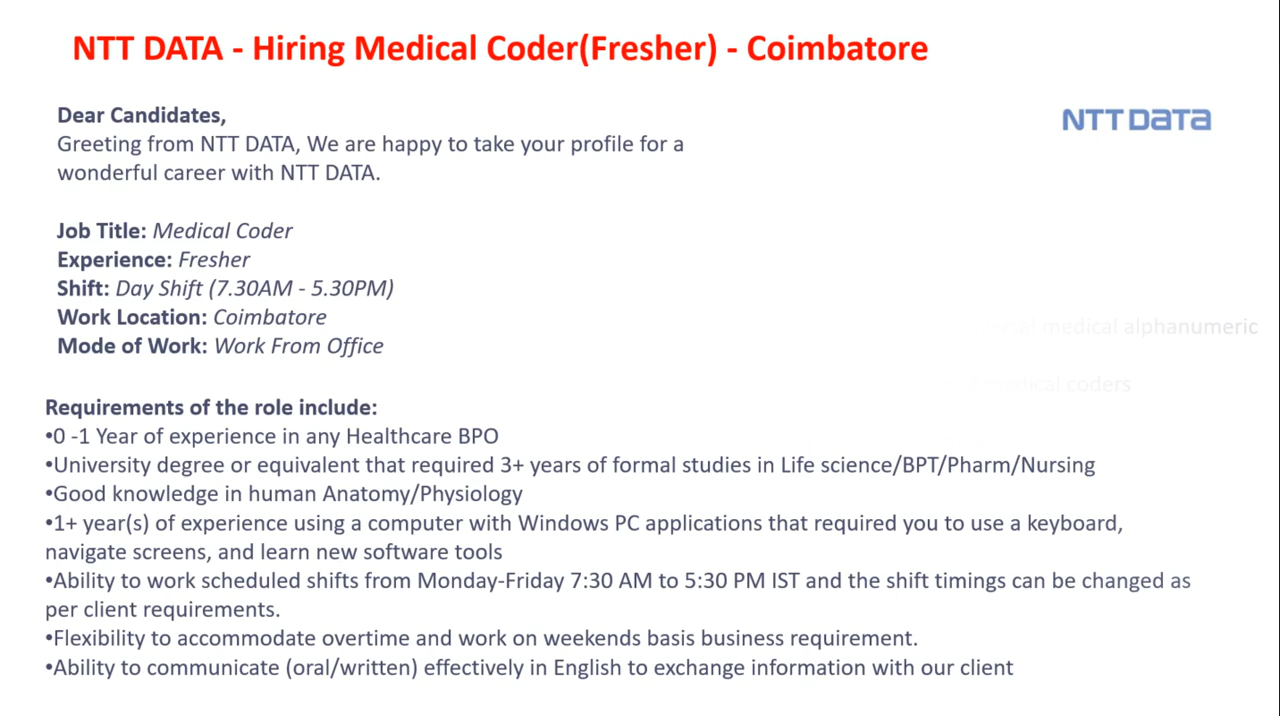 NTT DATA - Hiring Medical Coder(Fresher) - Coimbatore
NTT DATA
Dear Candidates,
Greeting from NTT DATA, We are happy to take your profile for a
wonderful career with NTT DATA.
Job Title: Medical Coder
Experience: Fresher
Shift: Day Shift (7.30AM - 5.30PM)
Work Location: Coimbatore
Mode of Work: Work From Office
medical alphanumeric
medical coders
Requirements of the role include:
•0 -1 Year of experience in any Healthcare BPO
•University degree or equivalent that required 3+ years of formal studies in Life science/BPT/Pharm/Nursing
•Good knowledge in human Anatomy/Physiology
•1+ year(s) of experience using a computer with Windows PC applications that required you to use a keyboard,
navigate screens, and learn new software tools
•Ability to work scheduled shifts from Monday-Friday 7:30 AM to 5:30 PM IST and the shift timings can be changed as
per client requirements.
•Flexibility to accommodate overtime and work on weekends basis business requirement.
•Ability to communicate (oral/written) effectively in English to exchange information with our client